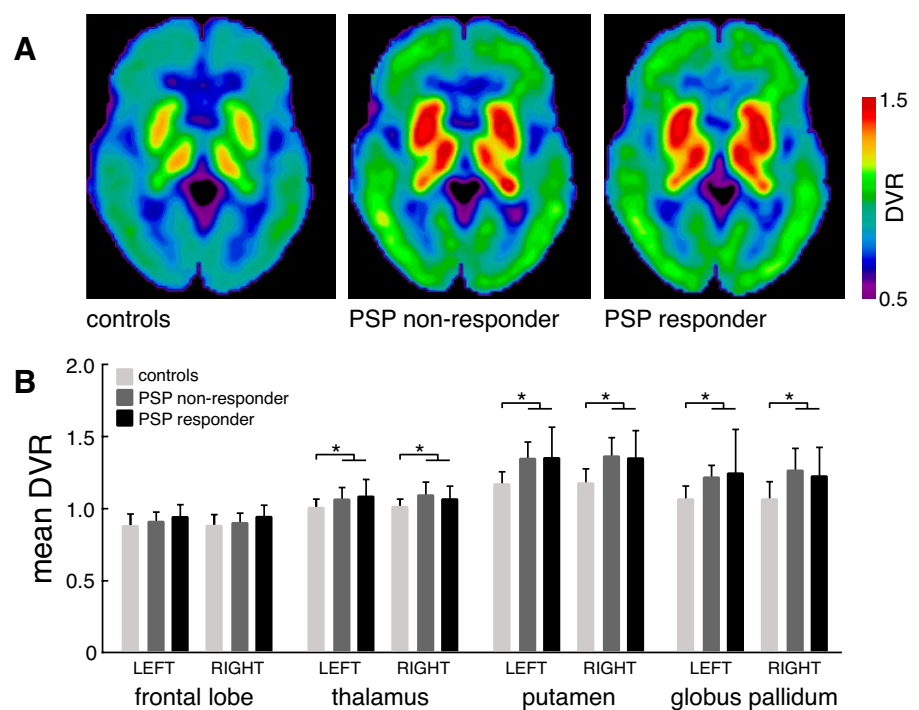 A
1.5
DVR
0.5
controls
PSP non-responder
PSP responder
B
2.0
1.5
1.0
0.5
0
mean DVR
controls
PSP non-responder
PSP responder
* * * * * *
LEFT RIGHT LEFT RIGHT LEFT RIGHT LEFT RIGHT
frontal lobe thalamus putamen globus pallidum